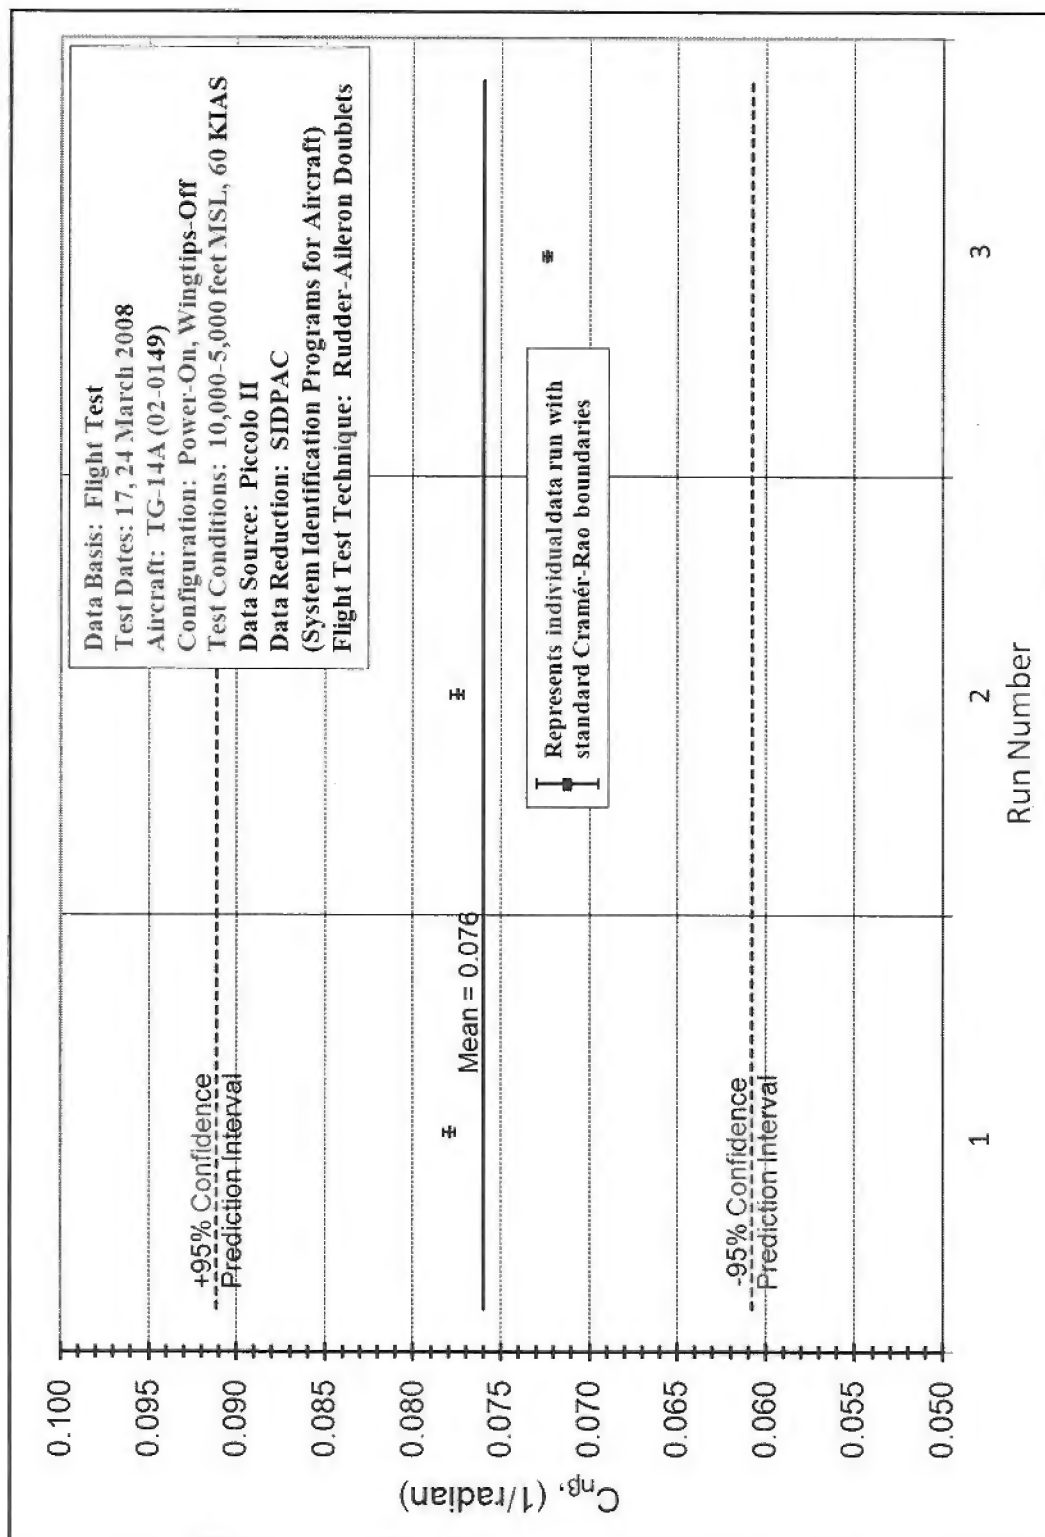 Data Basis: Flight Test
Test Dates: 17, 24 March 2008
Aircraft: TG-14A (02-0149)
Configuration: Power-On, Wingtips-Off
Test Conditions: 10,000-5,000 feet MSL, 60 KIAS
Data Source: Piccolo II
Data Reduction: SIDPAC
(System Identification Programs for Aircraft)
Flight Test Technique: Rudder-Aileron Doublets
+95% Confidence
Prediction Interval
Mean = 0.076
Represents individual data run with
standard Cramér-Rao boundaries
-95% Confidence
Prediction Interval
0.100
0.095
0.090
0.085
0.080
0.075
0.070
0.065
0.060
0.055
0.050
Cnβ, (1/radian)
1
2
3
Run Number